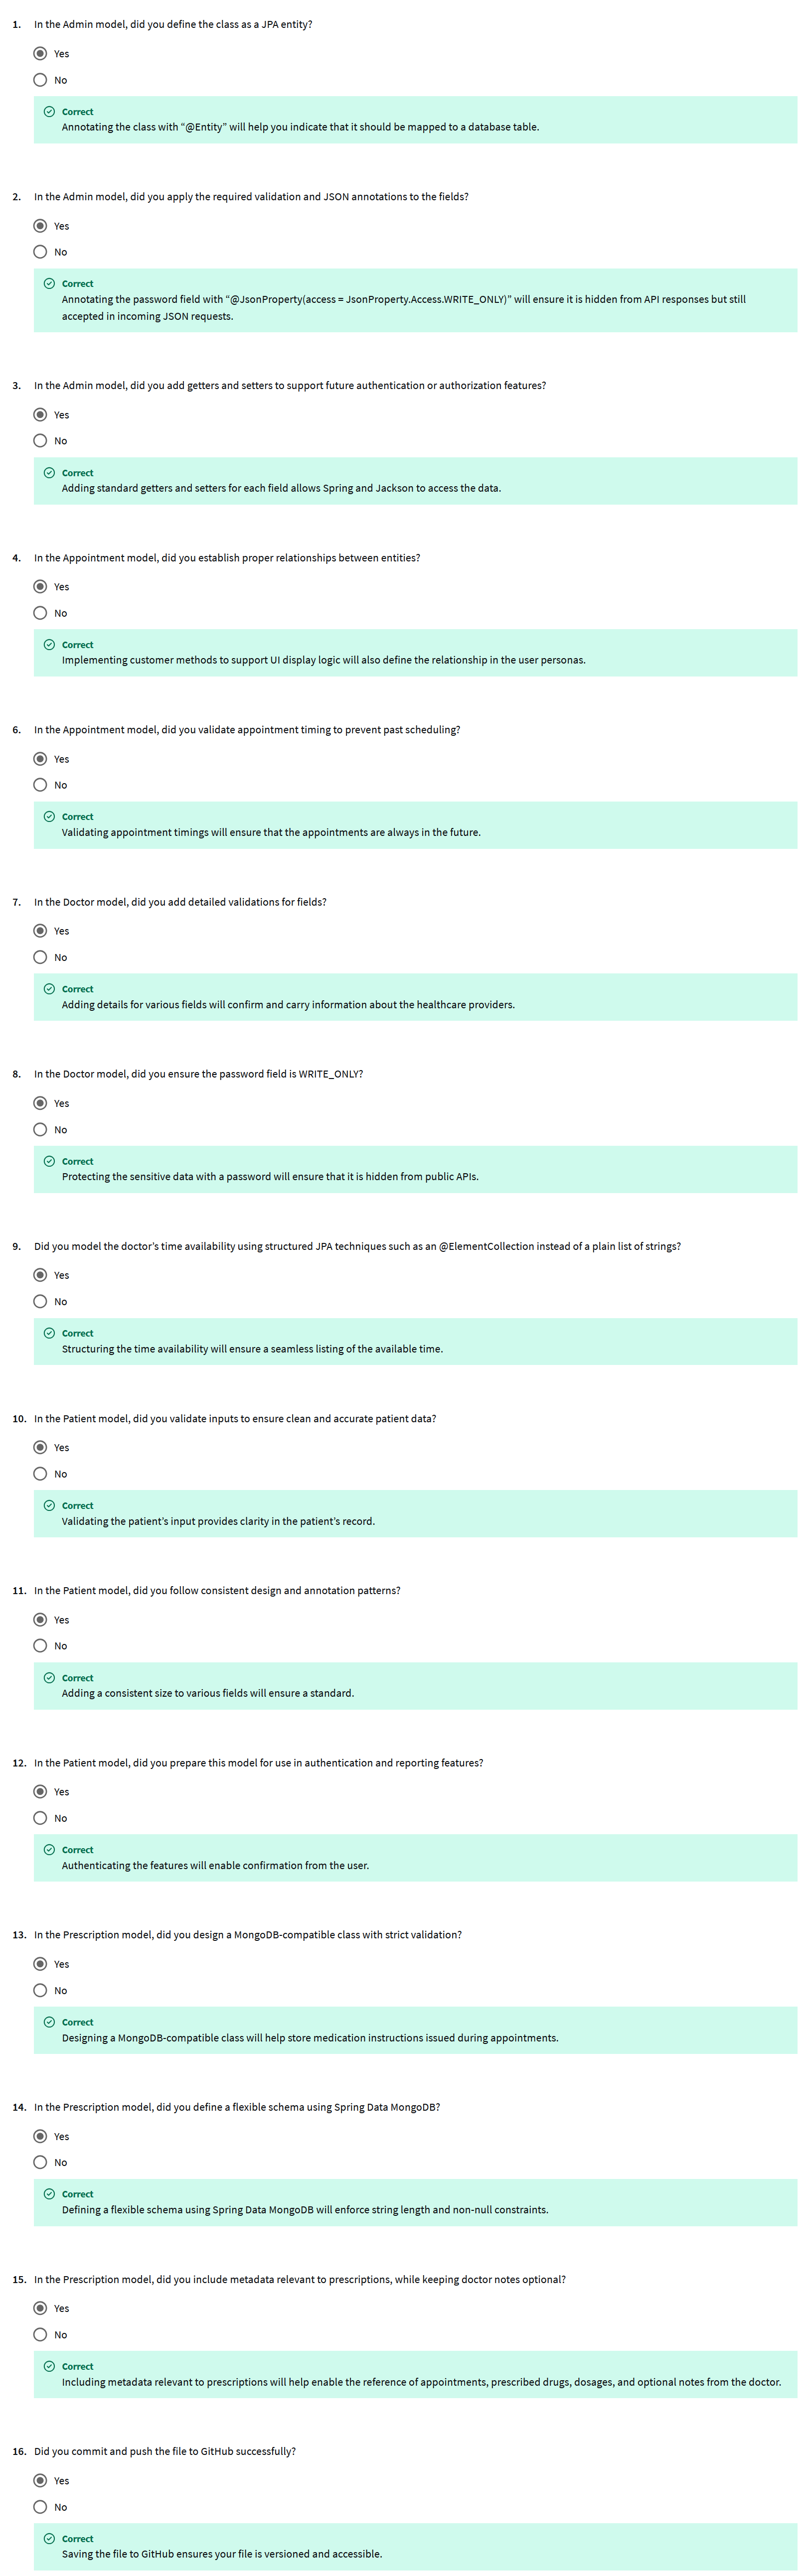 1. In the Admin model, did you define the class as a JPA entity?
Yes
No
Correct
Annotating the class with “@Entity” will help you indicate that it should be mapped to a database table.
2. In the Admin model, did you apply the required validation and JSON annotations to the fields?
Yes
No
Correct
Annotating the password field with “@JsonProperty(access = JsonProperty.Access.WRITE_ONLY)” will ensure it is hidden from API responses but still
accepted in incoming JSON requests.
3. In the Admin model, did you add getters and setters to support future authentication or authorization features?
Yes
No
Correct
Adding standard getters and setters for each field allows Spring and Jackson to access the data.
4. In the Appointment model, did you establish proper relationships between entities?
Yes
No
Correct
Implementing customer methods to support UI display logic will also define the relationship in the user personas.
6. In the Appointment model, did you validate appointment timing to prevent past scheduling?
Yes
No
Correct
Validating appointment timings will ensure that the appointments are always in the future.
7. In the Doctor model, did you add detailed validations for fields?
Yes
No
Correct
Adding details for various fields will confirm and carry information about the healthcare providers.
8. In the Doctor model, did you ensure the password field is WRITE_ONLY?
Yes
No
Correct
Protecting the sensitive data with a password will ensure that it is hidden from public APIs.
9. Did you model the doctor’s time availability using structured JPA techniques such as an @ElementCollection instead of a plain list of strings?
Yes
No
Correct
Structuring the time availability will ensure a seamless listing of the available time.
10. In the Patient model, did you validate inputs to ensure clean and accurate patient data?
Yes
No
Correct
Validating the patient’s input provides clarity in the patient’s record.
11. In the Patient model, did you follow consistent design and annotation patterns?
Yes
No
Correct
Adding a consistent size to various fields will ensure a standard.
12. In the Patient model, did you prepare this model for use in authentication and reporting features?
Yes
No
Correct
Authenticating the features will enable confirmation from the user.
13. In the Prescription model, did you design a MongoDB-compatible class with strict validation?
Yes
No
Correct
Designing a MongoDB-compatible class will help store medication instructions issued during appointments.
14. In the Prescription model, did you define a flexible schema using Spring Data MongoDB?
Yes
No
Correct
Defining a flexible schema using Spring Data MongoDB will enforce string length and non-null constraints.
15. In the Prescription model, did you include metadata relevant to prescriptions, while keeping doctor notes optional?
Yes
No
Correct
Including metadata relevant to prescriptions will help enable the reference of appointments, prescribed drugs, dosages, and optional notes from the doctor.
16. Did you commit and push the file to GitHub successfully?
Yes
No
Correct
Saving the file to GitHub ensures your file is versioned and accessible.